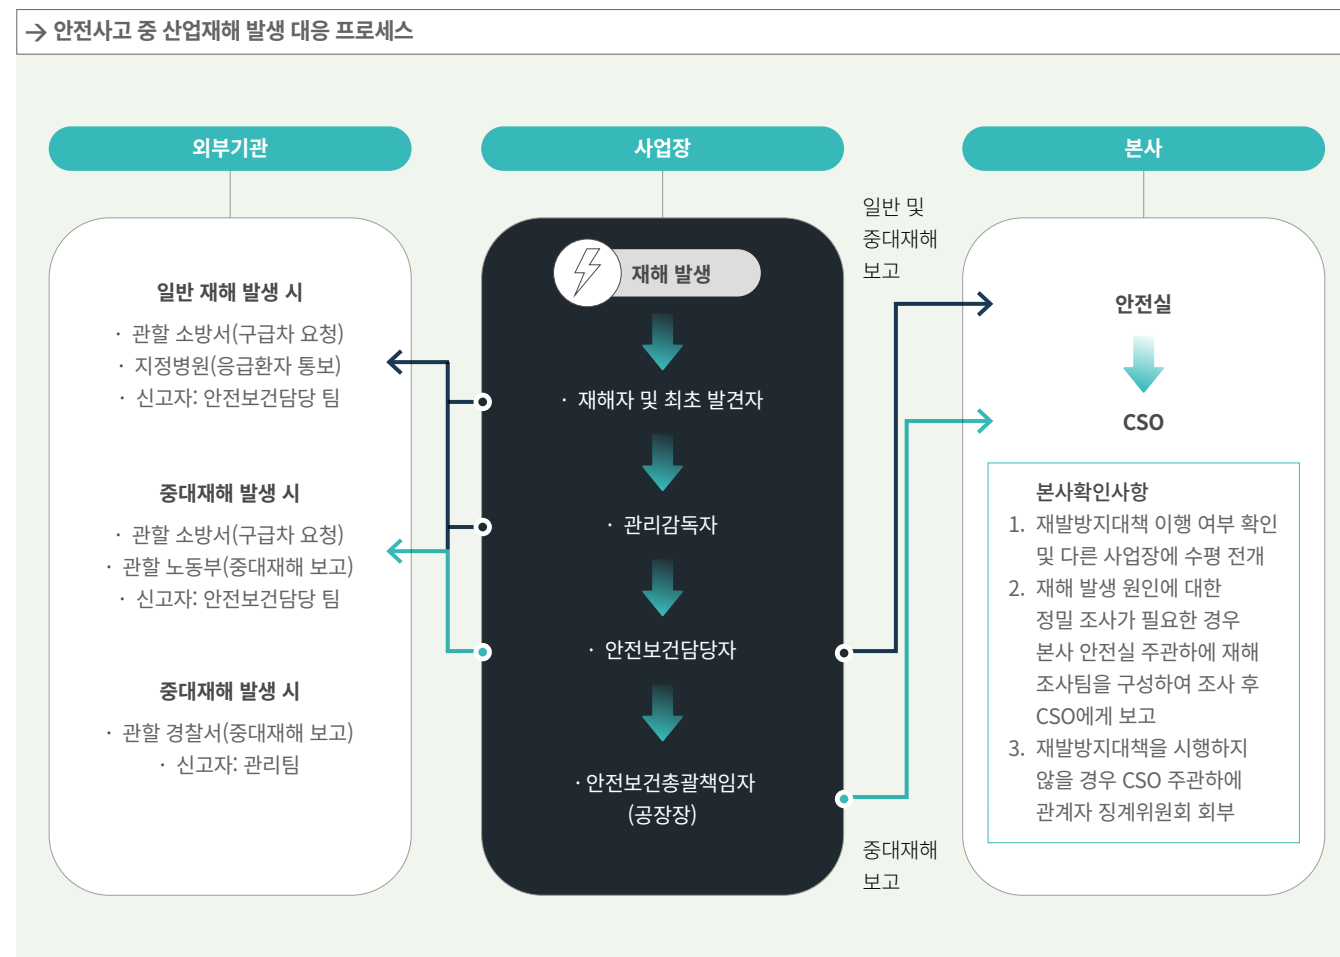 → 안전사고 중 산업재해 발생 대응 프로세스
외부기관
일반 재해 발생 시
· 관할 소방서(구급차 요청)
· 지정병원(응급환자 통보)
· 신고자: 안전보건담당 팀
중대재해 발생 시
· 관할 소방서(구급차 요청)
· 관할 노동부(중대재해 보고)
· 신고자: 안전보건담당 팀
중대재해 발생 시
· 관할 경찰서(중대재해 보고)
· 신고자: 관리팀
사업장
재해 발생
· 재해자 및 최초 발견자
· 관리감독자
· 안전보건담당자
· 안전보건총괄책임자
(공장장)
일반 및
중대재해
보고
중대재해
보고
본사
안전실
CSO
본사확인사항
1. 재발방지대책 이행 여부 확인
및 다른 사업장에 수평 전개
2. 재해 발생 원인에 대한
정밀 조사가 필요한 경우
본사 안전실 주관하에 재해
조사팀을 구성하여 조사 후
CSO에게 보고
3. 재발방지대책을 시행하지
않을 경우 CSO 주관하에
관계자 징계위원회 회부